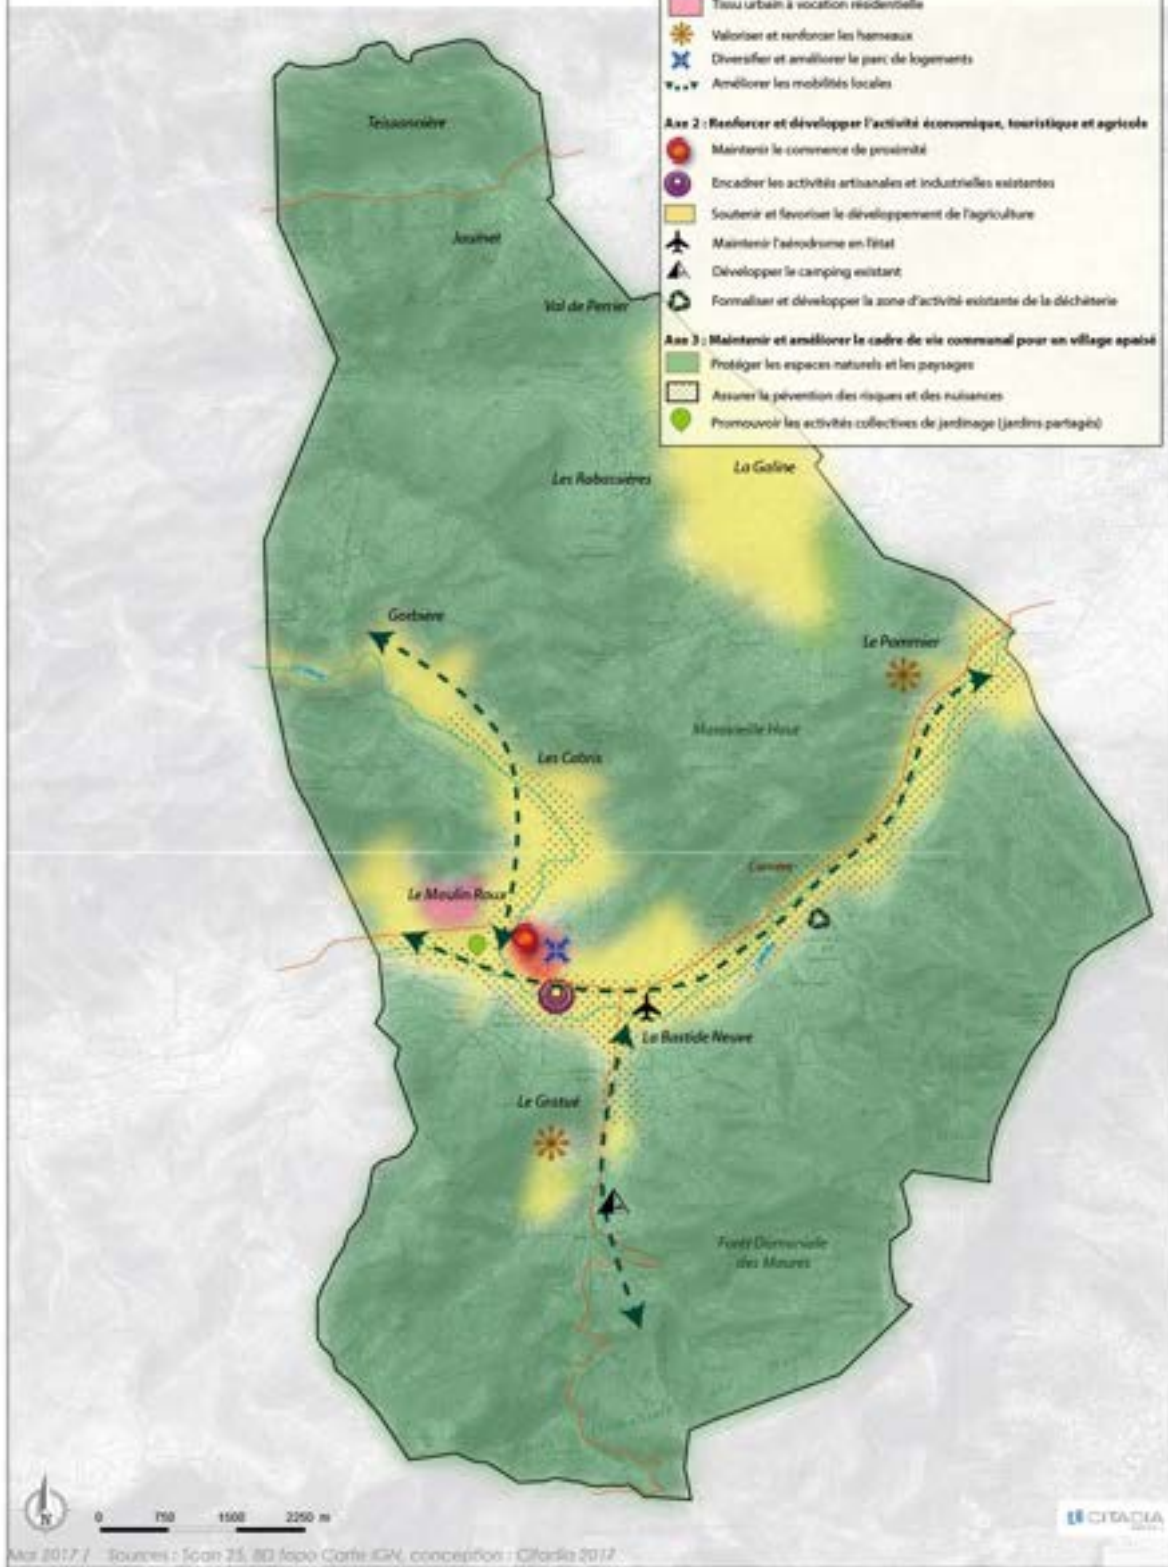 Tissu urbain à vocation résidentielle
Valoriser et renforcer les hameaux
Diversifier et améliorer le parc de logements
Améliorer les mobilités locales
Axe 2 : Renforcer et développer l'activité économique, touristique et agricole
Maintenir le commerce de proximité
Encadrer les activités artisanales et industrielles existantes
Soutenir et favoriser le développement de l'agriculture
Maintenir l'aérodrome en l'état
Développer le camping existant
Formaliser et développer la zone d'activité existante de la déchèterie
Axe 3 : Maintenir et améliorer le cadre de vie communal pour un village apaisé
Protéger les espaces naturels et les paysages
Assurer la pévention des risques et des nuisances
Promouvoir les activités collectives de jardinage (jardins partagés)
Teissonnière
Jouinet
Val de Perrier
Les Rabassières
La Galine
Gorbière
Le Pommier
Les Cabris
Le Moulin Roux
La Bastide Neuve
Le Gratué
Forêt Domaniale
des Maures
N
0 750 1500 2250 m
CITADIA
Mai 2017 / Sources : Scan 25, BD topo Carte IGN, conception : Citadia 2017